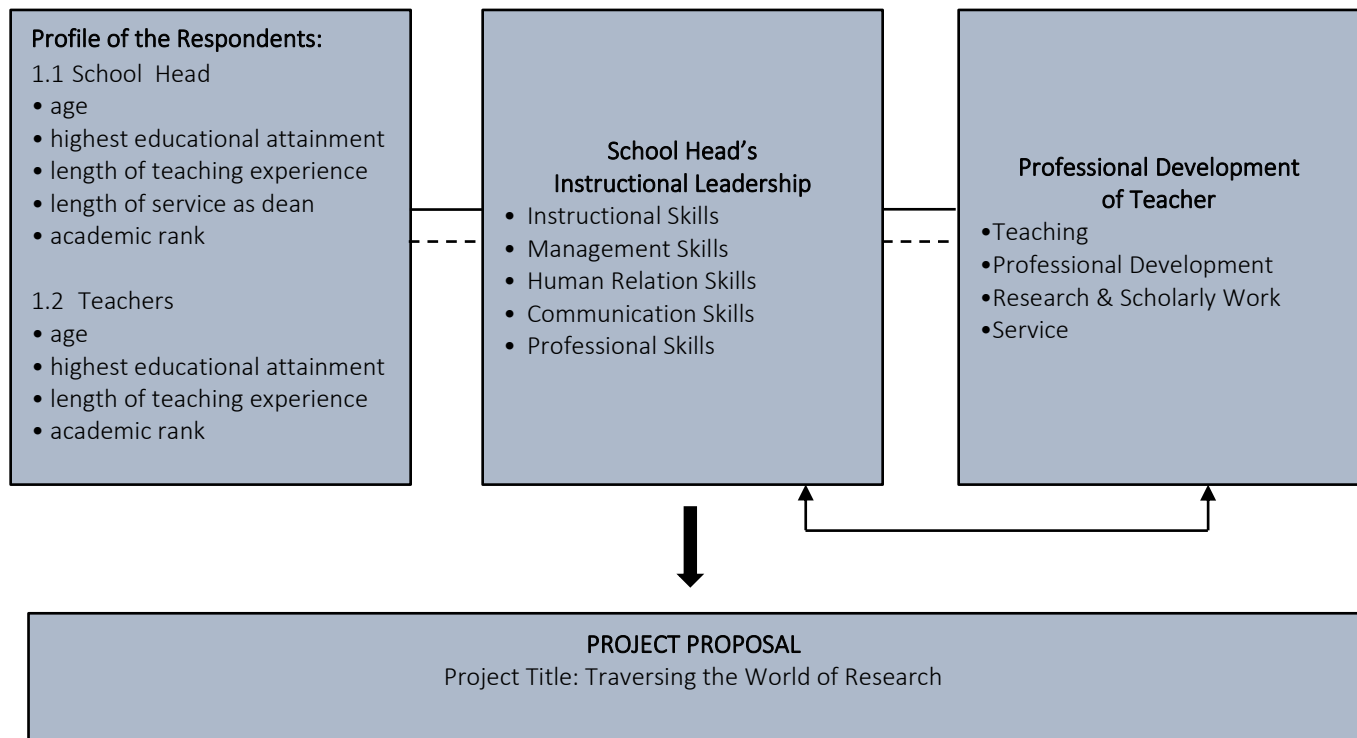 Profile of the Respondents:
1.1 School Head
• age
• highest educational attainment
• length of teaching experience
• length of service as dean
• academic rank
1.2 Teachers
• age
• highest educational attainment
• length of teaching experience
• academic rank
School Head’s
Instructional Leadership
• Instructional Skills
• Management Skills
• Human Relation Skills
• Communication Skills
• Professional Skills
Professional Development
of Teacher
•Teaching
•Professional Development
•Research & Scholarly Work
•Service
PROJECT PROPOSAL
Project Title: Traversing the World of Research